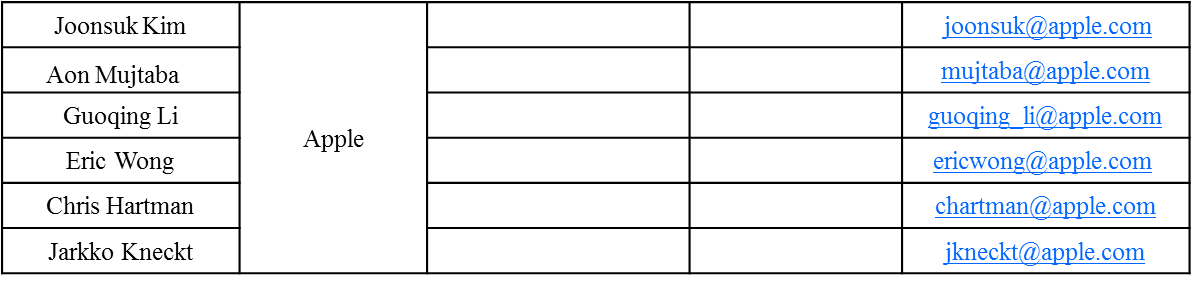 Joonsuk Kim joonsuk@apple.com
Aon Mujtaba mujtaba@apple.com
Guoqing Li guoqing_li@apple.com
Apple
Eric Wong ericwong@apple.com
Chris Hartman chartman@apple.com
Jarkko Kneckt jkneckt@apple.com